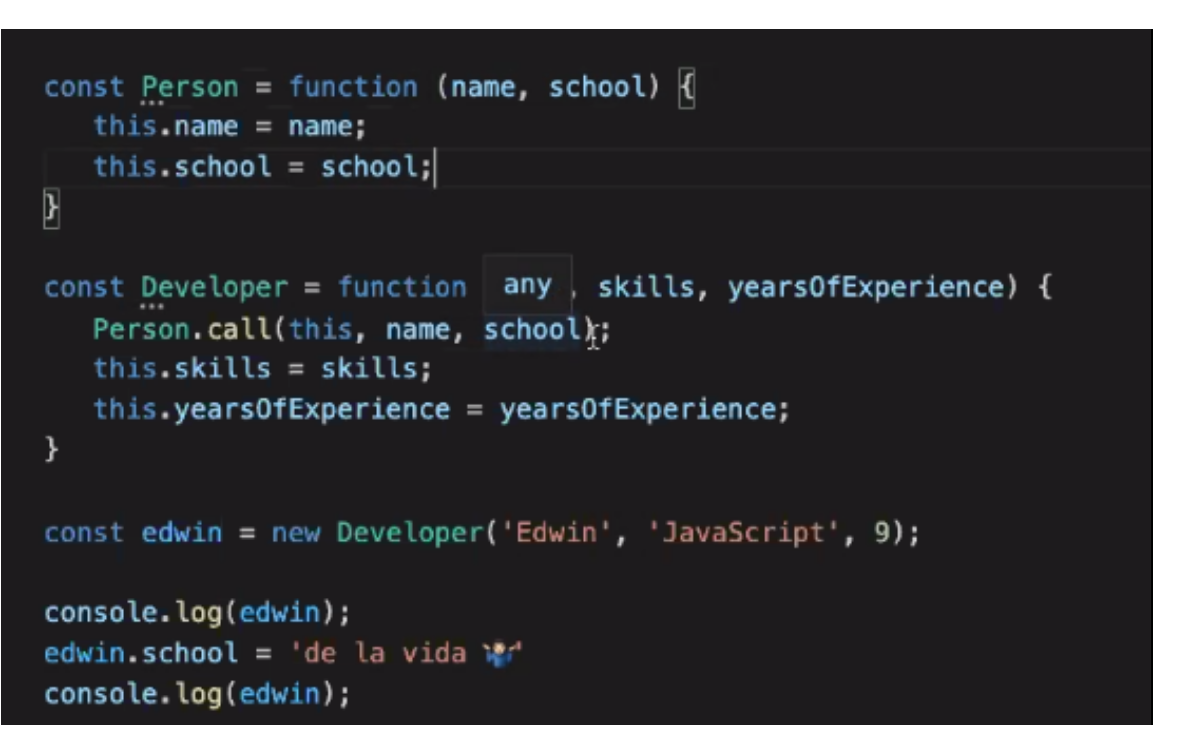 const Person = function (name, school) {
this.name = name;
this.school = school;
}
const Developer = function any , skills, yearsOfExperience) {
Person.call(this, name, school);
this.skills = skills;
this.yearsOfExperience = yearsOfExperience;
}
const edwin = new Developer('Edwin', 'JavaScript', 9);
console.log(edwin);
edwin.school = 'de la vida 🤷🏻‍♂️'
console.log(edwin);